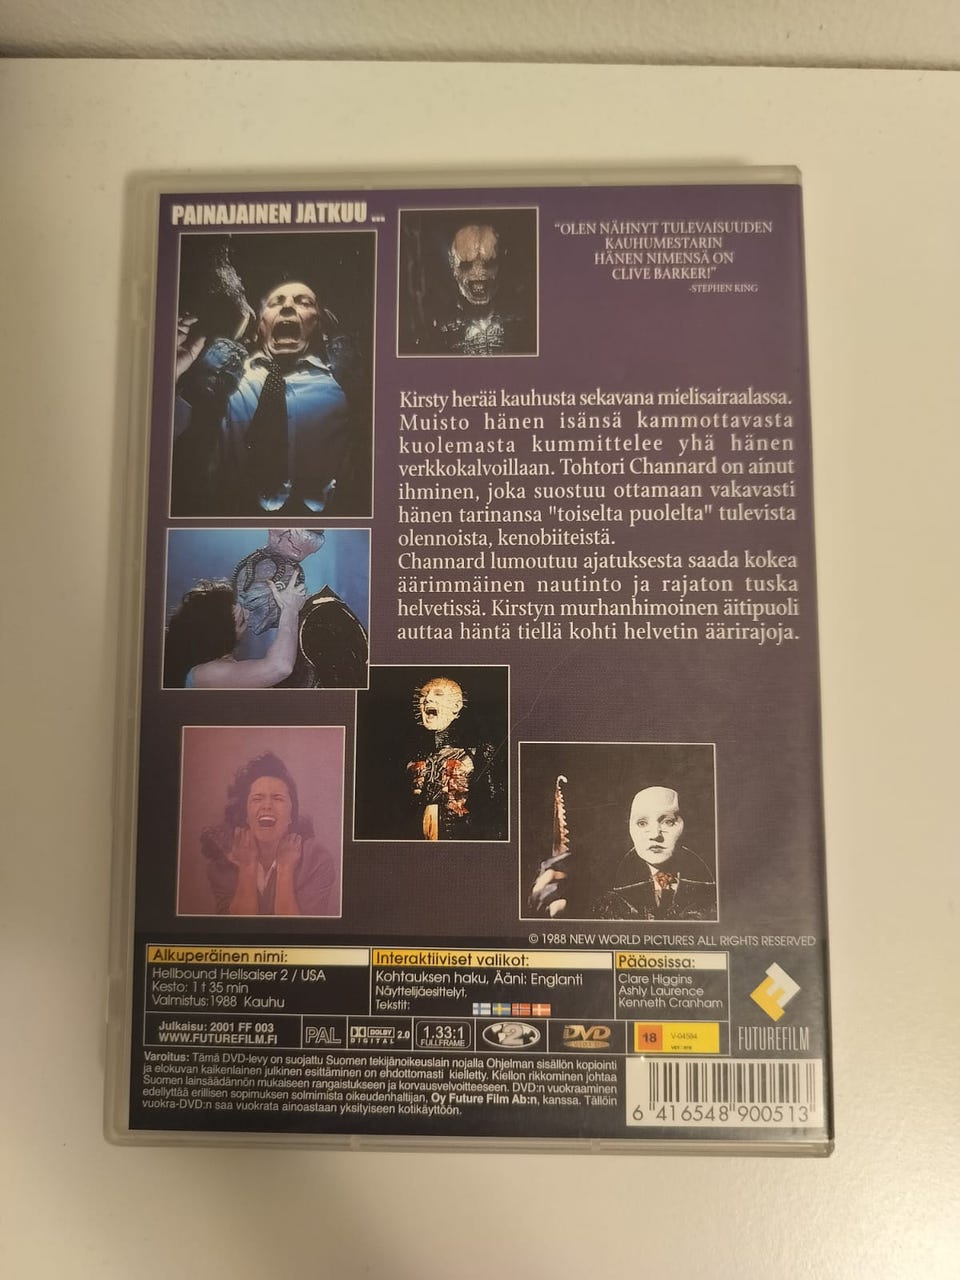 PAINAJAINEN JATKUU ...
"OLEN NÄHNYT TULEVAISUUDEN
KAUHUMESTARIN
HÄNEN NIMENSÄ ON
CLIVE BARKER!"
-STEPHEN KING
Kirsty herää kauhusta sekavana mielisairaalassa.
Muisto hänen isänsä kammottavasta
kuolemasta kummittelee yhä hänen
verkkokalvoillaan. Tohtori Channard on ainut
ihminen, joka suostuu ottamaan vakavasti
hänen tarinansa "toiselta puolelta" tulevista
olennoista, kenobiiteistä.
Channard lumoutuu ajatuksesta saada kokea
äärimmäinen nautinto ja rajaton tuska
helvetissä. Kirstyn murhanhimoinen äitipuoli
auttaa häntä tiellä kohti helvetin äärirajoja.
© 1988 NEW WORLD PICTURES ALL RIGHTS RESERVED
Alkuperäinen nimi:
Hellbound Hellsaiser 2 / USA
Kesto: 1 t 35 min
Valmistus:1988 Kauhu
Interaktiiviset valikot:
Kohtauksen haku, Ääni: Englanti
Näyttelijäesittelyt.
Tekstit:
Pääosissa:
Clare Higgins
Ashly Laurence
Kenneth Cranham
FUTUREFILM
Julkaisu: 2001 FF 003
WWW.FUTUREFILM.FI
PAL
DOLBY DIGITAL 2.0
1.33:1
FULLFRAME
2
DVD
VIDEO
18
V-04594
Varoitus: Tämä DVD-levy on suojattu Suomen tekijänoikeuslain nojalla Ohjelman sisällön kopiointi
ja elokuvan kaikenlainen julkinen esittäminen on ehdottomasti kielletty. Kiellon rikkominen johtaa
Suomen lainsäädännön mukaiseen rangaistukseen ja korvausvelvoitteeseen. DVD:n vuokraaminen
edellyttää erillisen sopimuksen solmimista oikeudenhaltijan, Oy Future Film Ab:n, kanssa. Tällöin
vuokra-DVD:n saa vuokrata ainoastaan yksityiseen kotikäyttöön.
6 416548 900513